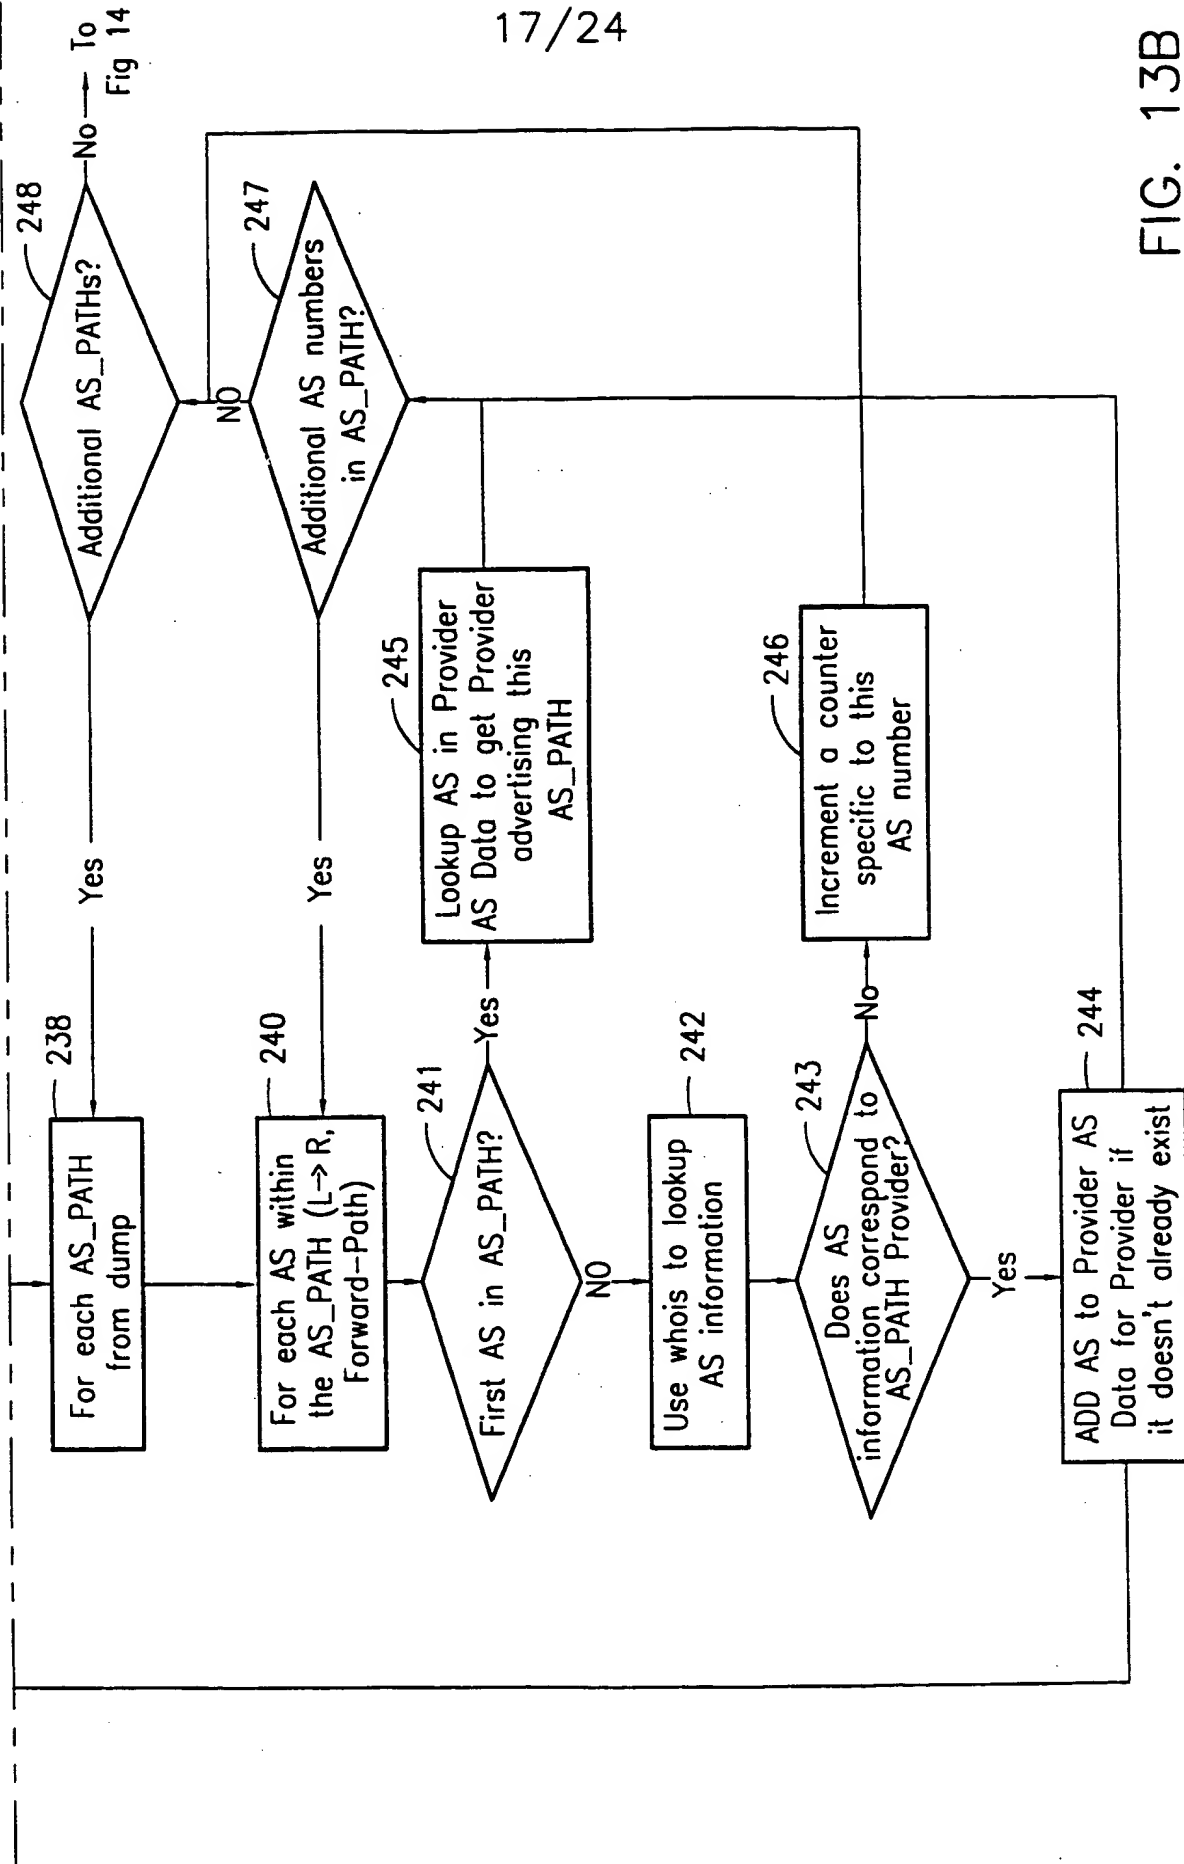 17/24
238
For each AS_PATH
from dump
Yes
248
Additional AS_PATHs?
No
To
Fig 14
240
For each AS within
the AS_PATH (L→R,
Forward-Path)
Yes
247
Additional AS numbers
in AS_PATH?
NO
241
First AS in AS_PATH?
Yes
245
Lookup AS in Provider
AS Data to get Provider
advertising this
AS_PATH
NO
242
Use whois to lookup
AS information
243
Does AS
information correspond to
AS_PATH Provider?
No
246
Increment a counter
specific to this
AS number
Yes
244
ADD AS to Provider AS
Data for Provider if
it doesn't already exist
FIG. 13B